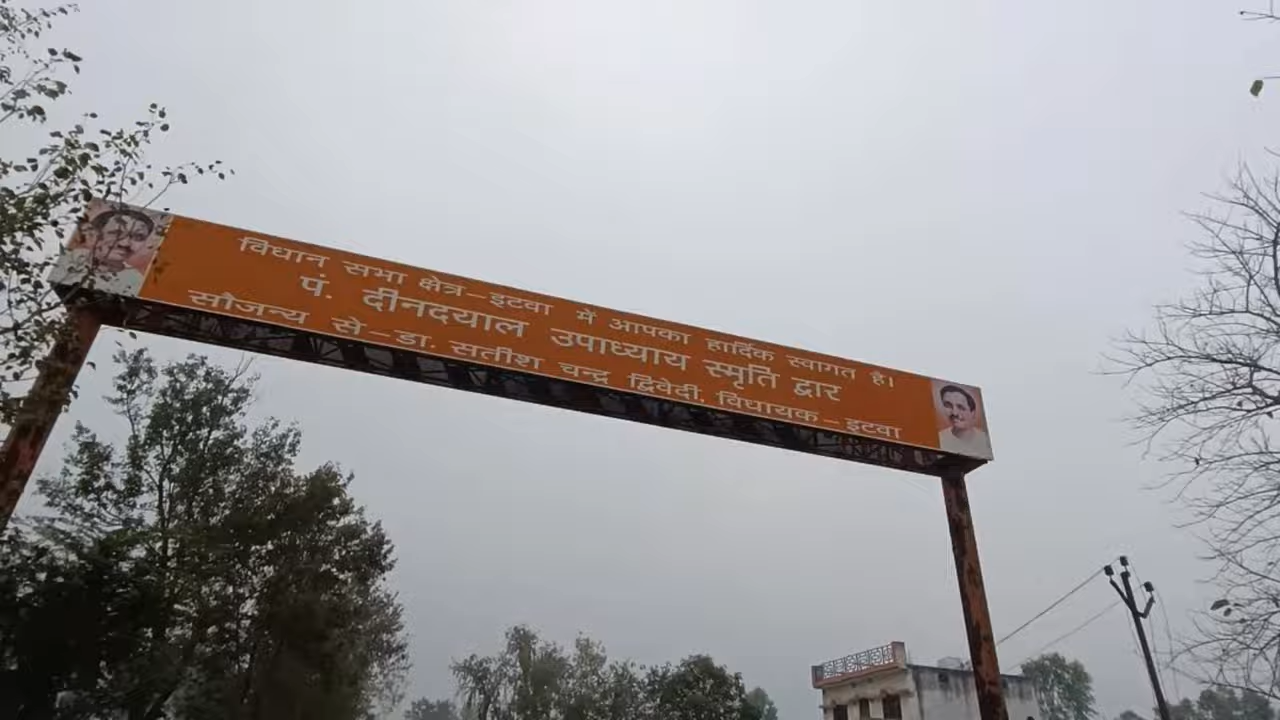 विधान सभा क्षेत्र–इटवा में आपका हार्दिक स्वागत है।
पं. दीनदयाल उपाध्याय स्मृति द्वार
सौजन्य से–डा. सतीश चन्द्र द्विवेदी, विधायक – इटवा